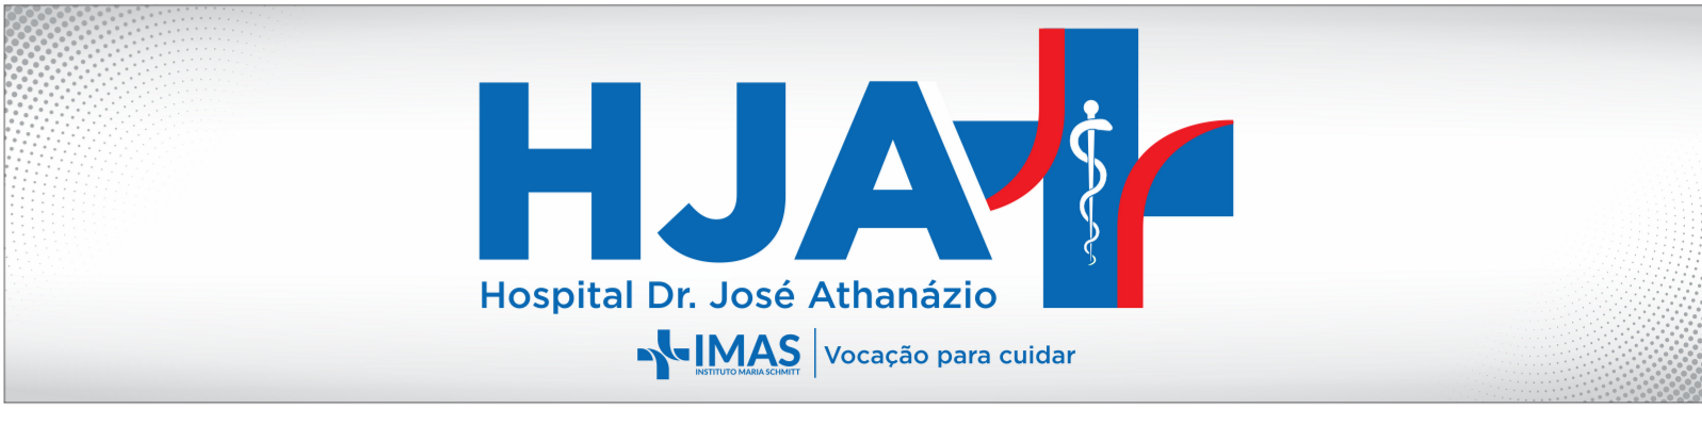 HJA
Hospital Dr. José Athanázio
IMAS
INSTITUTO MARIA SCHMITT
Vocação para cuidar